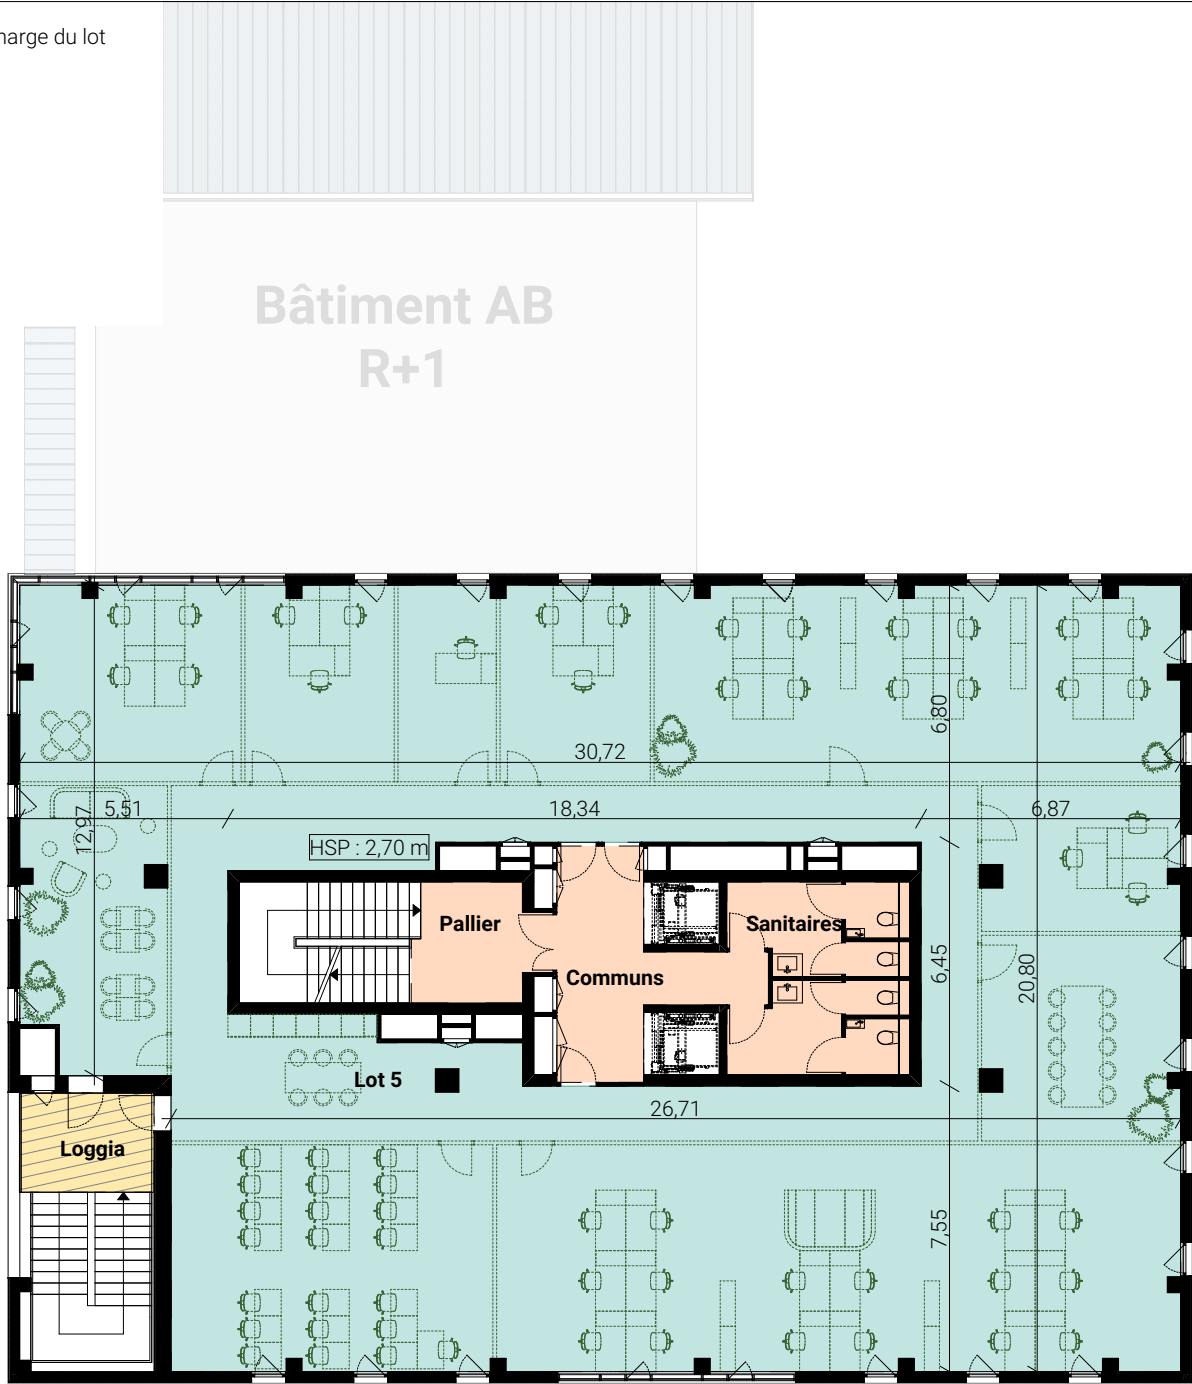 harge du lot
Bâtiment AB
R+1
6,80
30,72
5,51
18,34
6,87
12,97
HSP : 2,70 m
Pallier
Sanitaires
Communs
6,45
20,80
Lot 5
26,71
Loggia
7,55